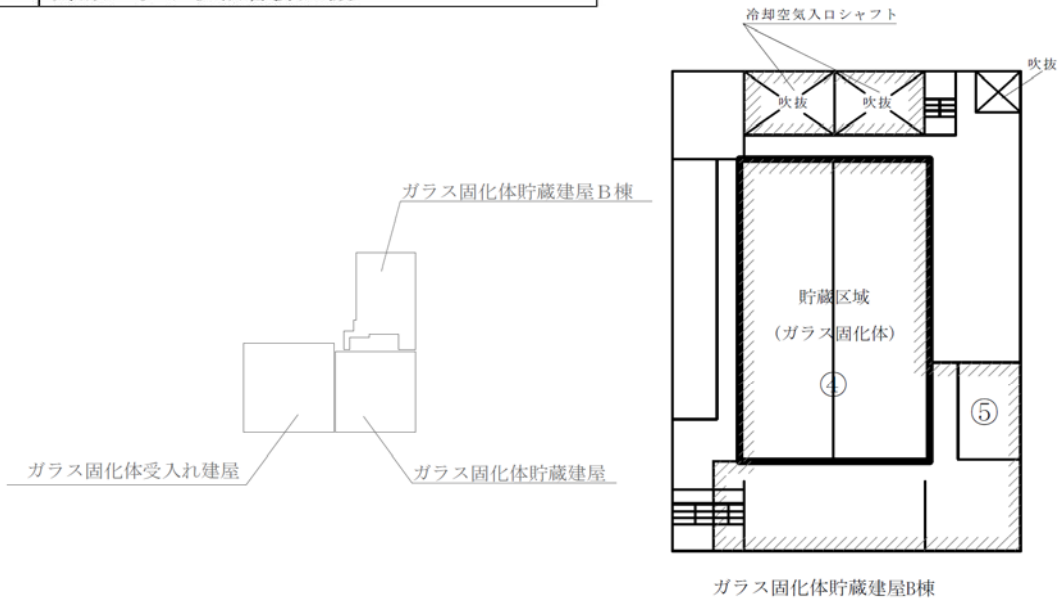 冷却空気入口シャフト
吹抜
吹抜
吹抜
ガラス固化体貯蔵建屋B棟
貯蔵区域
(ガラス固化体)
④
⑤
ガラス固化体受入れ建屋
ガラス固化体貯蔵建屋
ガラス固化体貯蔵建屋B棟